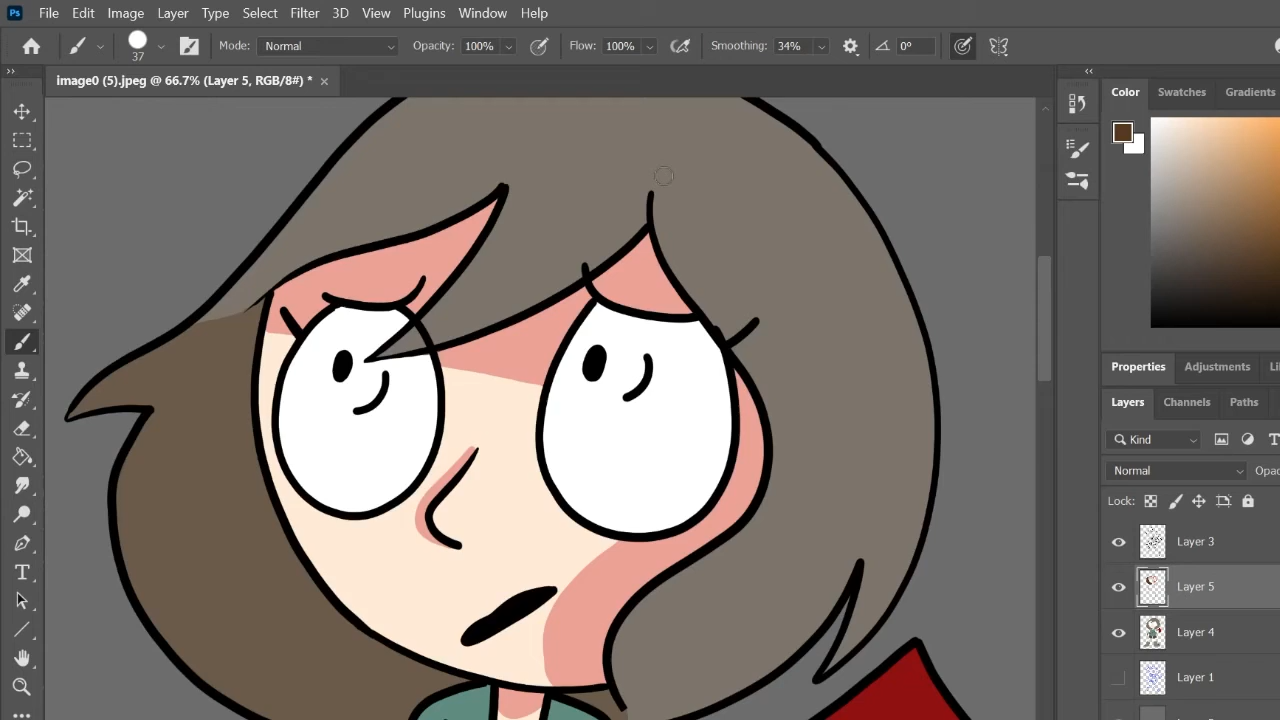 Ps File Edit Image Layer Type Select Filter 3D View Plugins Window Help
37 Mode: Normal Opacity: 100% Flow: 100% Smoothing: 34% 0°
image0 (5).jpeg @ 66.7% (Layer 5, RGB/8#) *
Color Swatches Gradients
Properties Adjustments Li
Layers Channels Paths
Kind
Normal Opac
Lock:
Layer 3
Layer 5
Layer 4
Layer 1